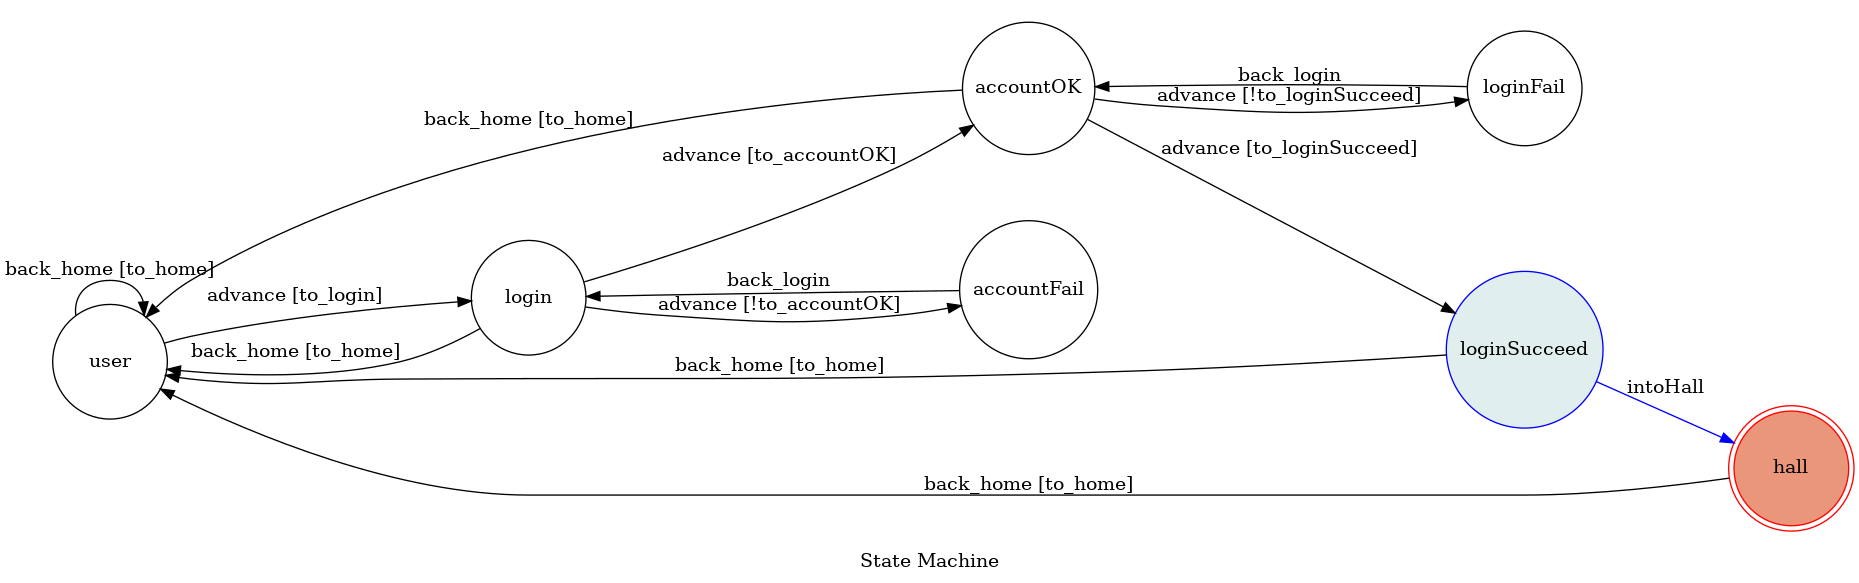 back_login
accountOK
loginFail
advance [!to_loginSucceed]
back_home [to_home]
advance [to_accountOK]
advance [to_loginSucceed]
back_home [to_home]
back_login
accountFail
advance [to_login]
login
advance [!to_accountOK]
loginSucceed
back_home [to_home]
user
back_home [to_home]
intoHall
hall
back_home [to_home]
State Machine